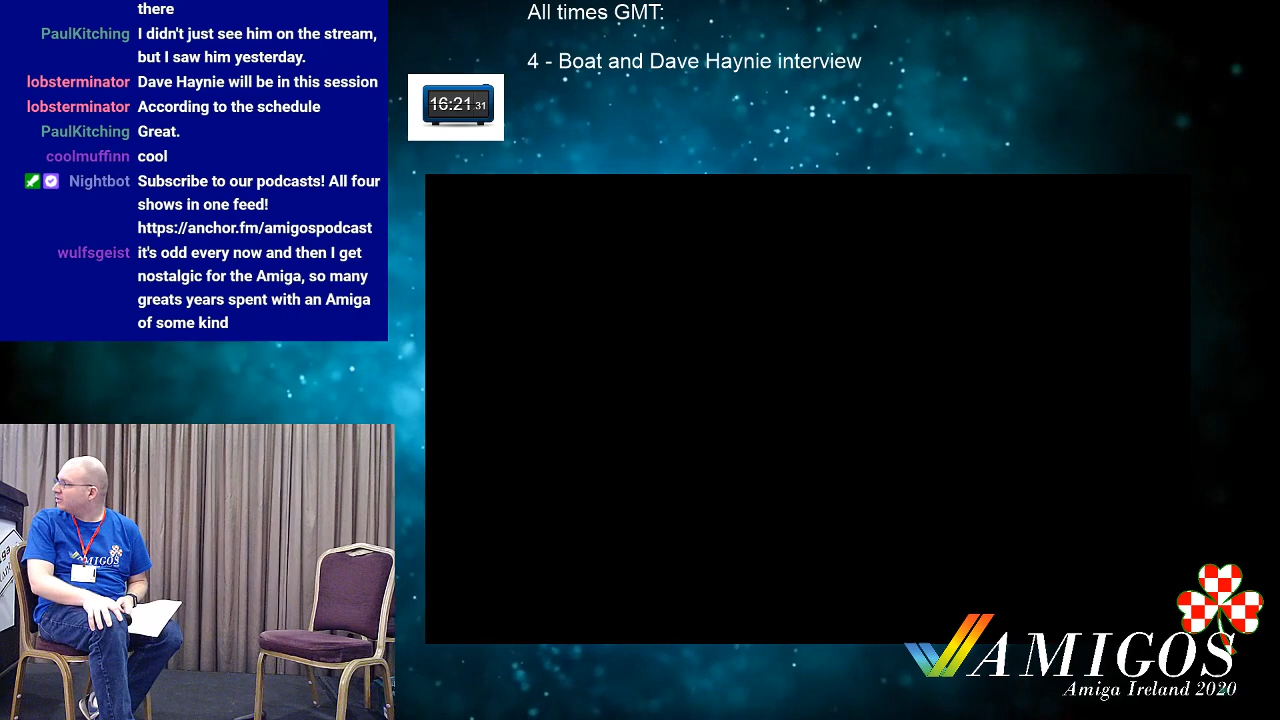 there
PaulKitching I didn't just see him on the stream,
but I saw him yesterday.
lobsterminator Dave Haynie will be in this session
lobsterminator According to the schedule
PaulKitching Great.
coolmuffinn cool
Nightbot Subscribe to our podcasts! All four
shows in one feed!
https://anchor.fm/amigospodcast
wulfsgeist it's odd every now and then I get
nostalgic for the Amiga, so many
greats years spent with an Amiga
of some kind
All times GMT:
4 - Boat and Dave Haynie interview
16:21 31
AMIGOS
AMIGOS
Amiga Ireland 2020